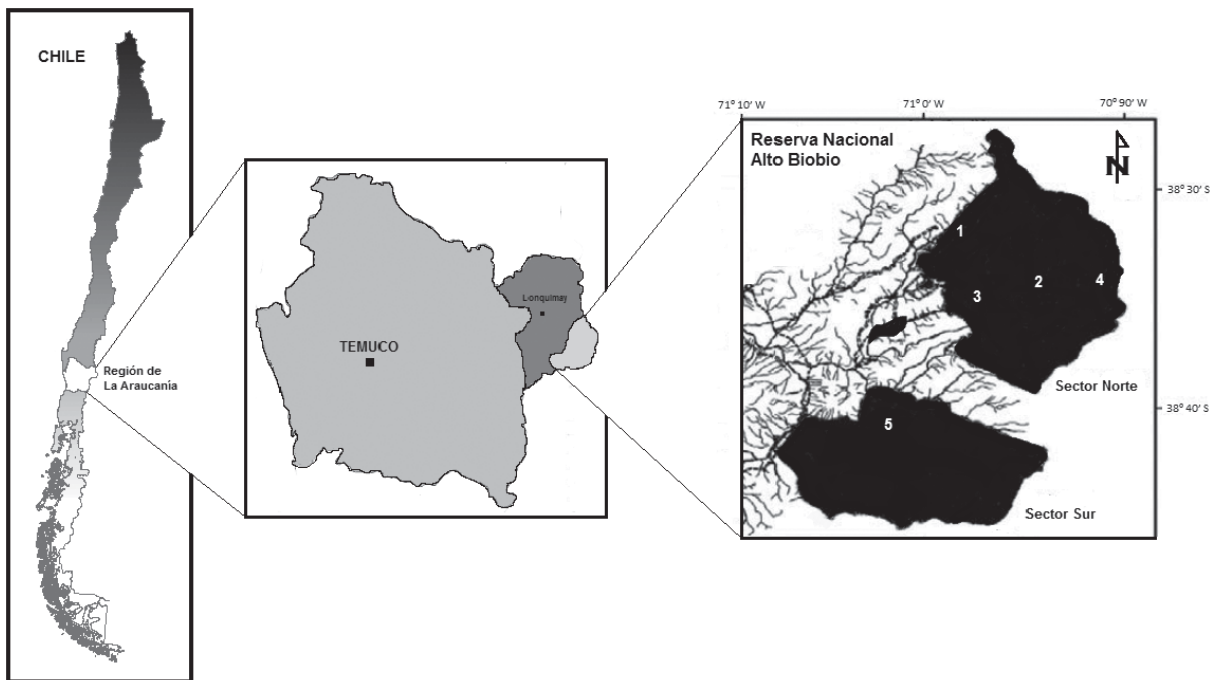 CHILE
Región de
La Araucanía
Lonquimay
TEMUCO
71° 10' W
71° 0' W
70° 90' W
Reserva Nacional
Alto Biobio
N
38° 30' S
1
2
4
3
Sector Norte
38° 40' S
5
Sector Sur